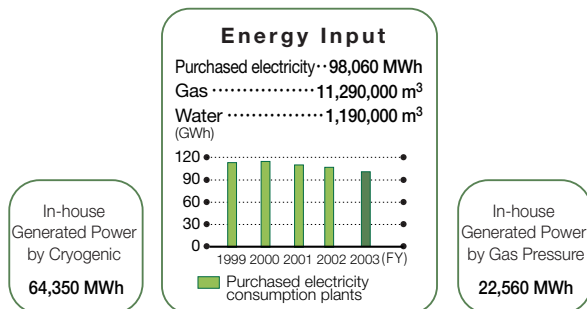 Energy Input
Purchased electricity··98,060 MWh
Gas ················11,290,000 m³
Water ···············1,190,000 m³
(GWh)
120
90
60
30
0
1999 2000 2001 2002 2003 (FY)
Purchased electricity
consumption plants
In-house
Generated Power
by Cryogenic
64,350 MWh
In-house
Generated Power
by Gas Pressure
22,560 MWh